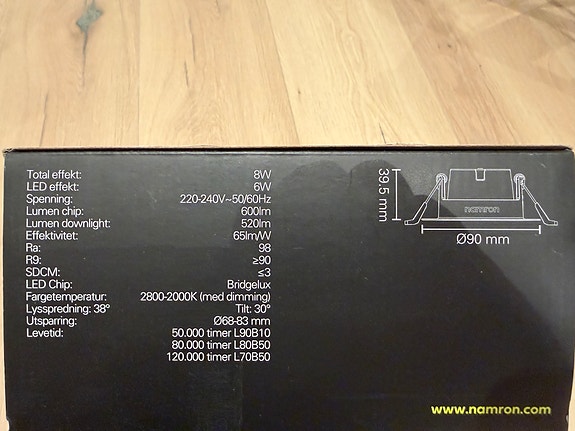 Total effekt: 8W
LED effekt: 6W
Spenning: 220-240V~50/60Hz
Lumen chip: 600lm
Lumen downlight: 520lm
Effektivitet: 65lm/W
Ra: 98
R9: ≥90
SDCM: ≤3
LED Chip: Bridgelux
Fargetemperatur: 2800-2000K (med dimming)
Lysspredning: 38° Tilt: 30°
Utsparring: Ø68-83 mm
Levetid: 50.000 timer L90B10
80.000 timer L80B50
120.000 timer L70B50
39.5 mm
namron
Ø90 mm
www.namron.com